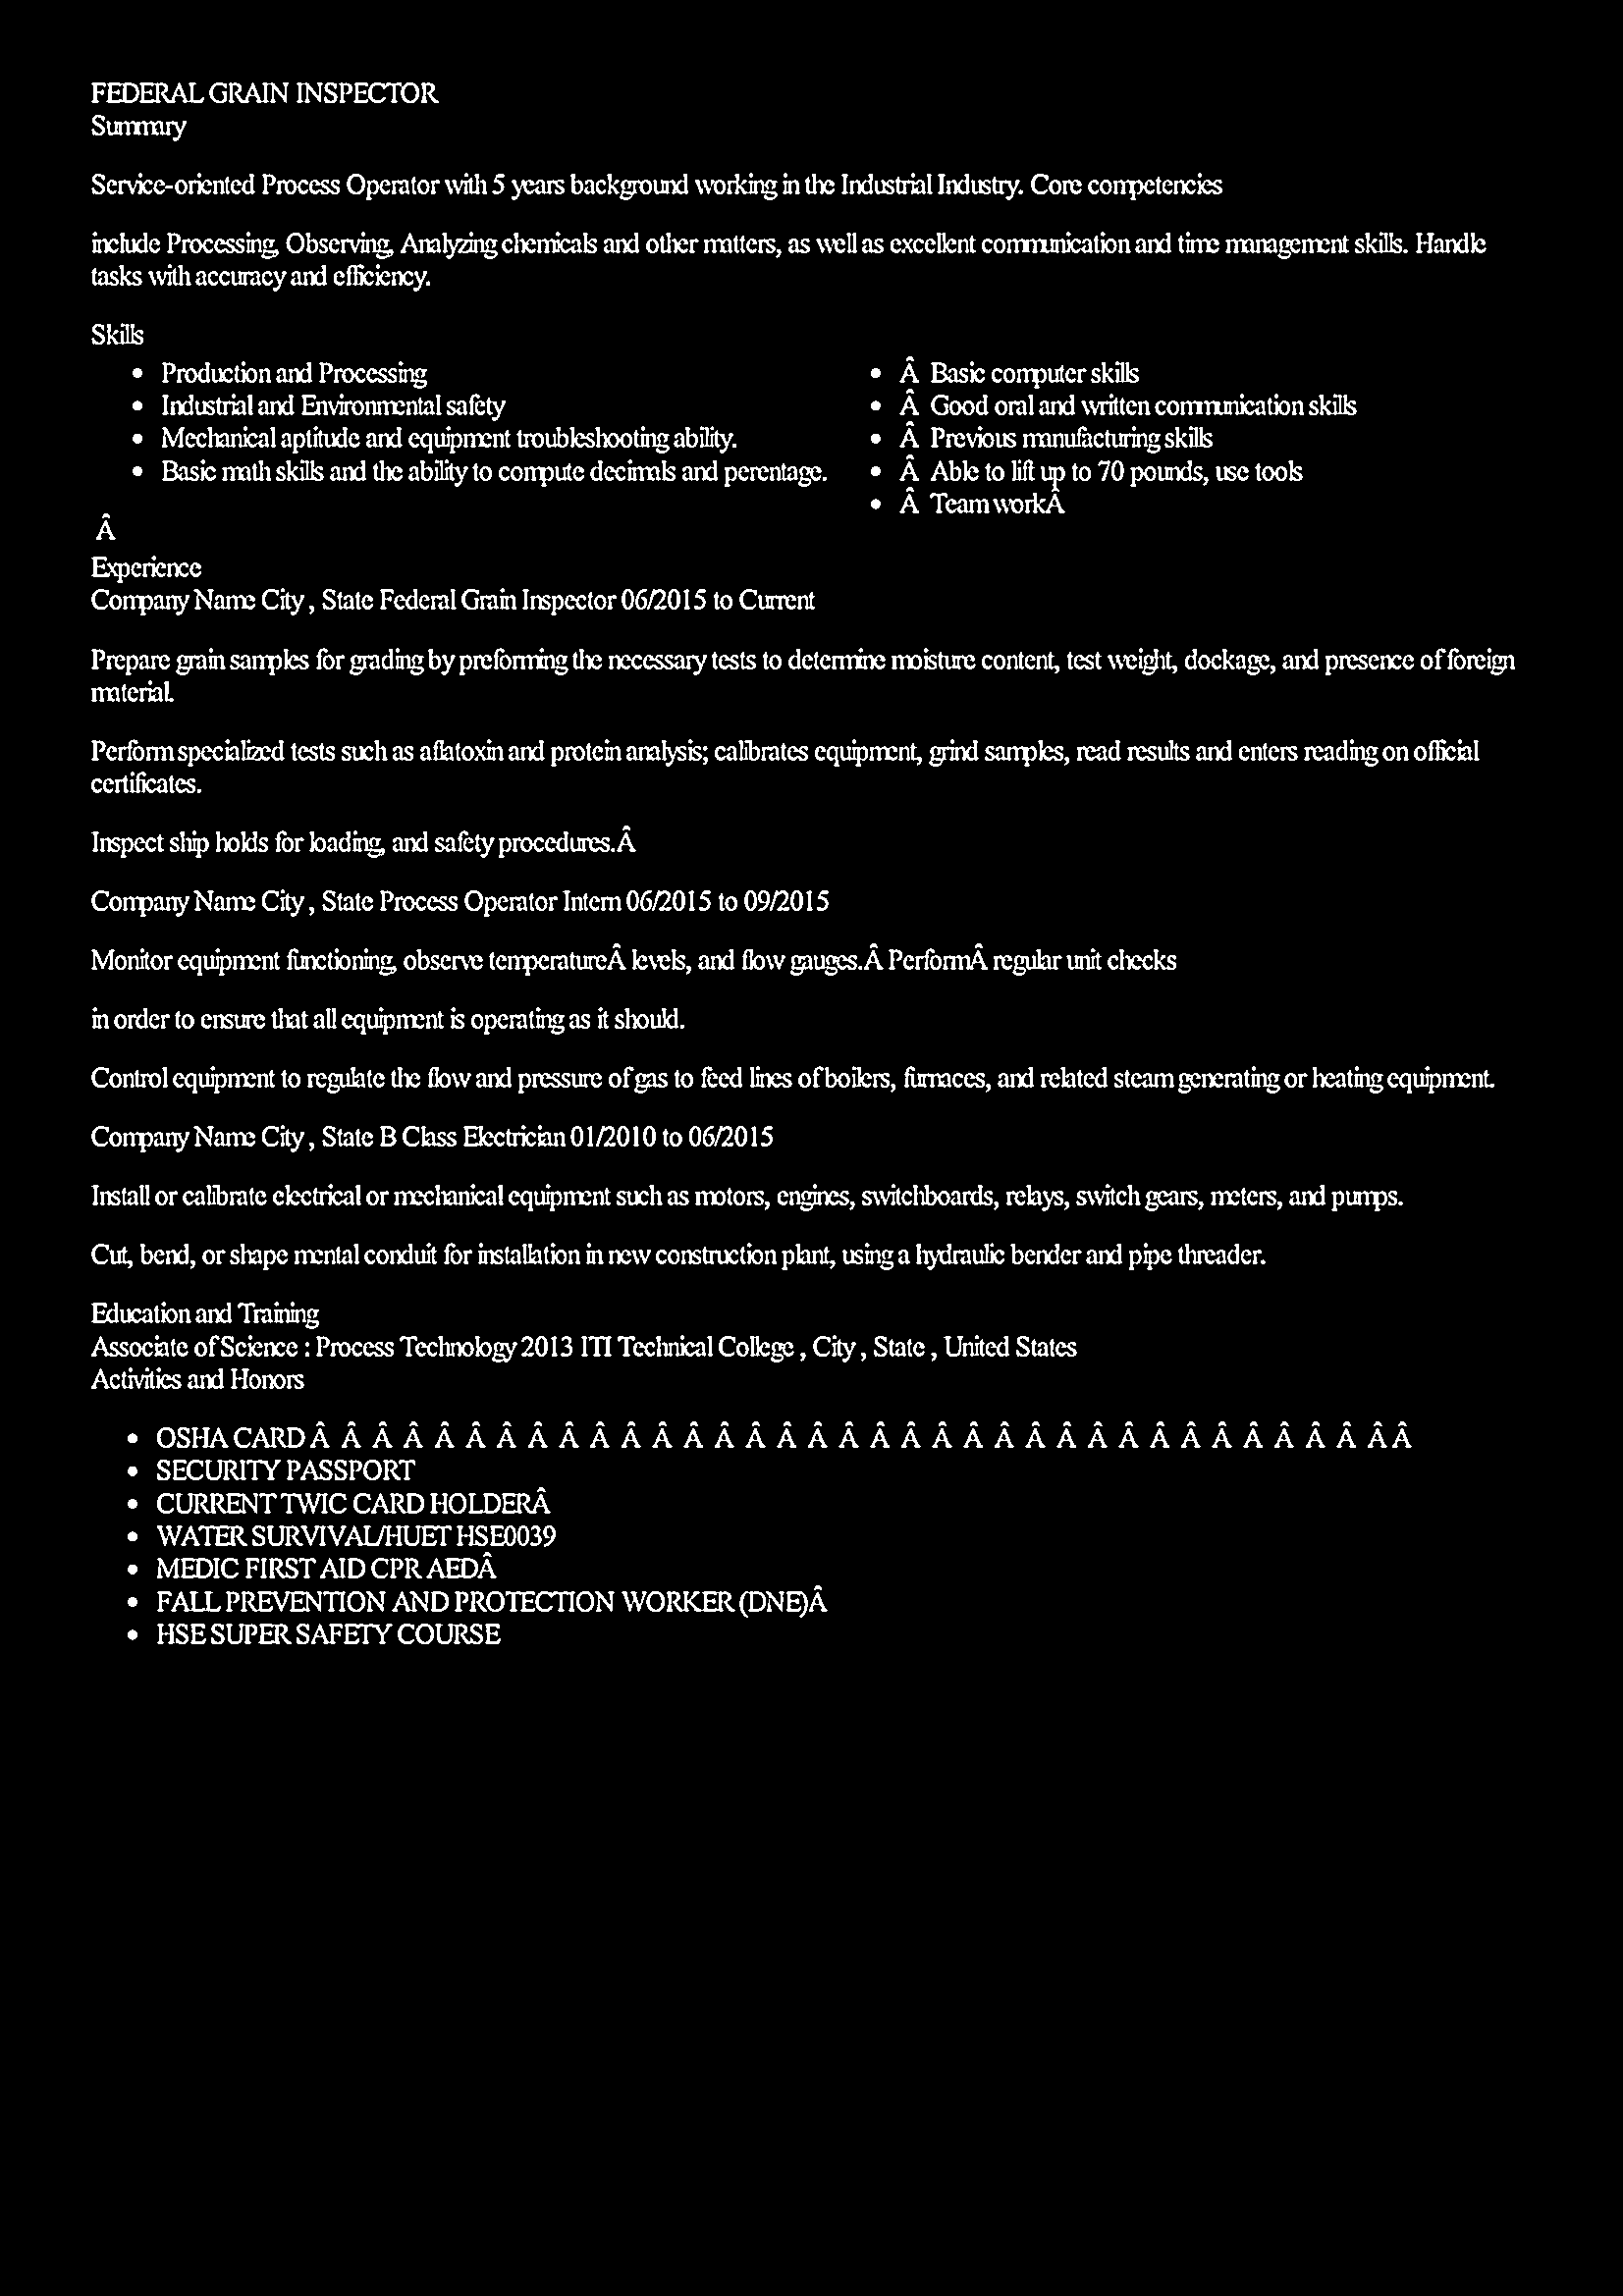 FEDERAL GRAIN INSPECTOR
Summary
Service-oriented Process Operator with 5 years background working in the Industrial Industry. Core competencies
include Processing, Observing, Analyzing chemicals and other matters, as well as excellent communication and time management skills. Handle
tasks with accuracy and efficiency.
Skills
• Production and Processing
• Industrial and Environmental safety
• Mechanical aptitude and equipment troubleshooting ability.
• Basic math skills and the ability to compute decimals and percentage.
• Â Basic computer skills
• Â Good oral and written communication skills
• Â Previous manufacturing skills
• Â Able to lift up to 70 pounds, use tools
• Â Team workÂ
Â
Experience
Company Name City , State Federal Grain Inspector 06/2015 to Current
Prepare grain samples for grading by preforming the necessary tests to determine moisture content, test weight, dockage, and presence of foreign
material.
Perform specialized tests such as aflatoxin and protein analysis; calibrates equipment, grind samples, read results and enters reading on official
certificates.
Inspect ship holds for loading, and safety procedures.Â
Company Name City , State Process Operator Intern 06/2015 to 09/2015
Monitor equipment functioning, observe temperatureÂ levels, and flow gauges.Â PerformÂ regular unit checks
in order to ensure that all equipment is operating as it should.
Control equipment to regulate the flow and pressure of gas to feed lines of boilers, furnaces, and related steam generating or heating equipment.
Company Name City , State B Class Electrician 01/2010 to 06/2015
Install or calibrate electrical or mechanical equipment such as motors, engines, switchboards, relays, switch gears, meters, and pumps.
Cut, bend, or shape mental conduit for installation in new construction plant, using a hydraulic bender and pipe threader.
Education and Training
Associate of Science : Process Technology 2013 ITI Technical College , City , State , United States
Activities and Honors
• OSHA CARD Â Â Â Â Â Â Â Â Â Â Â Â Â Â Â Â Â Â Â Â Â Â Â Â Â Â Â Â Â Â Â Â Â Â Â Â
• SECURITY PASSPORT
• CURRENT TWIC CARD HOLDERÂ
• WATER SURVIVAL/HUET HSE0039
• MEDIC FIRST AID CPR AEDÂ
• FALL PREVENTION AND PROTECTION WORKER (DNE)Â
• HSE SUPER SAFETY COURSE